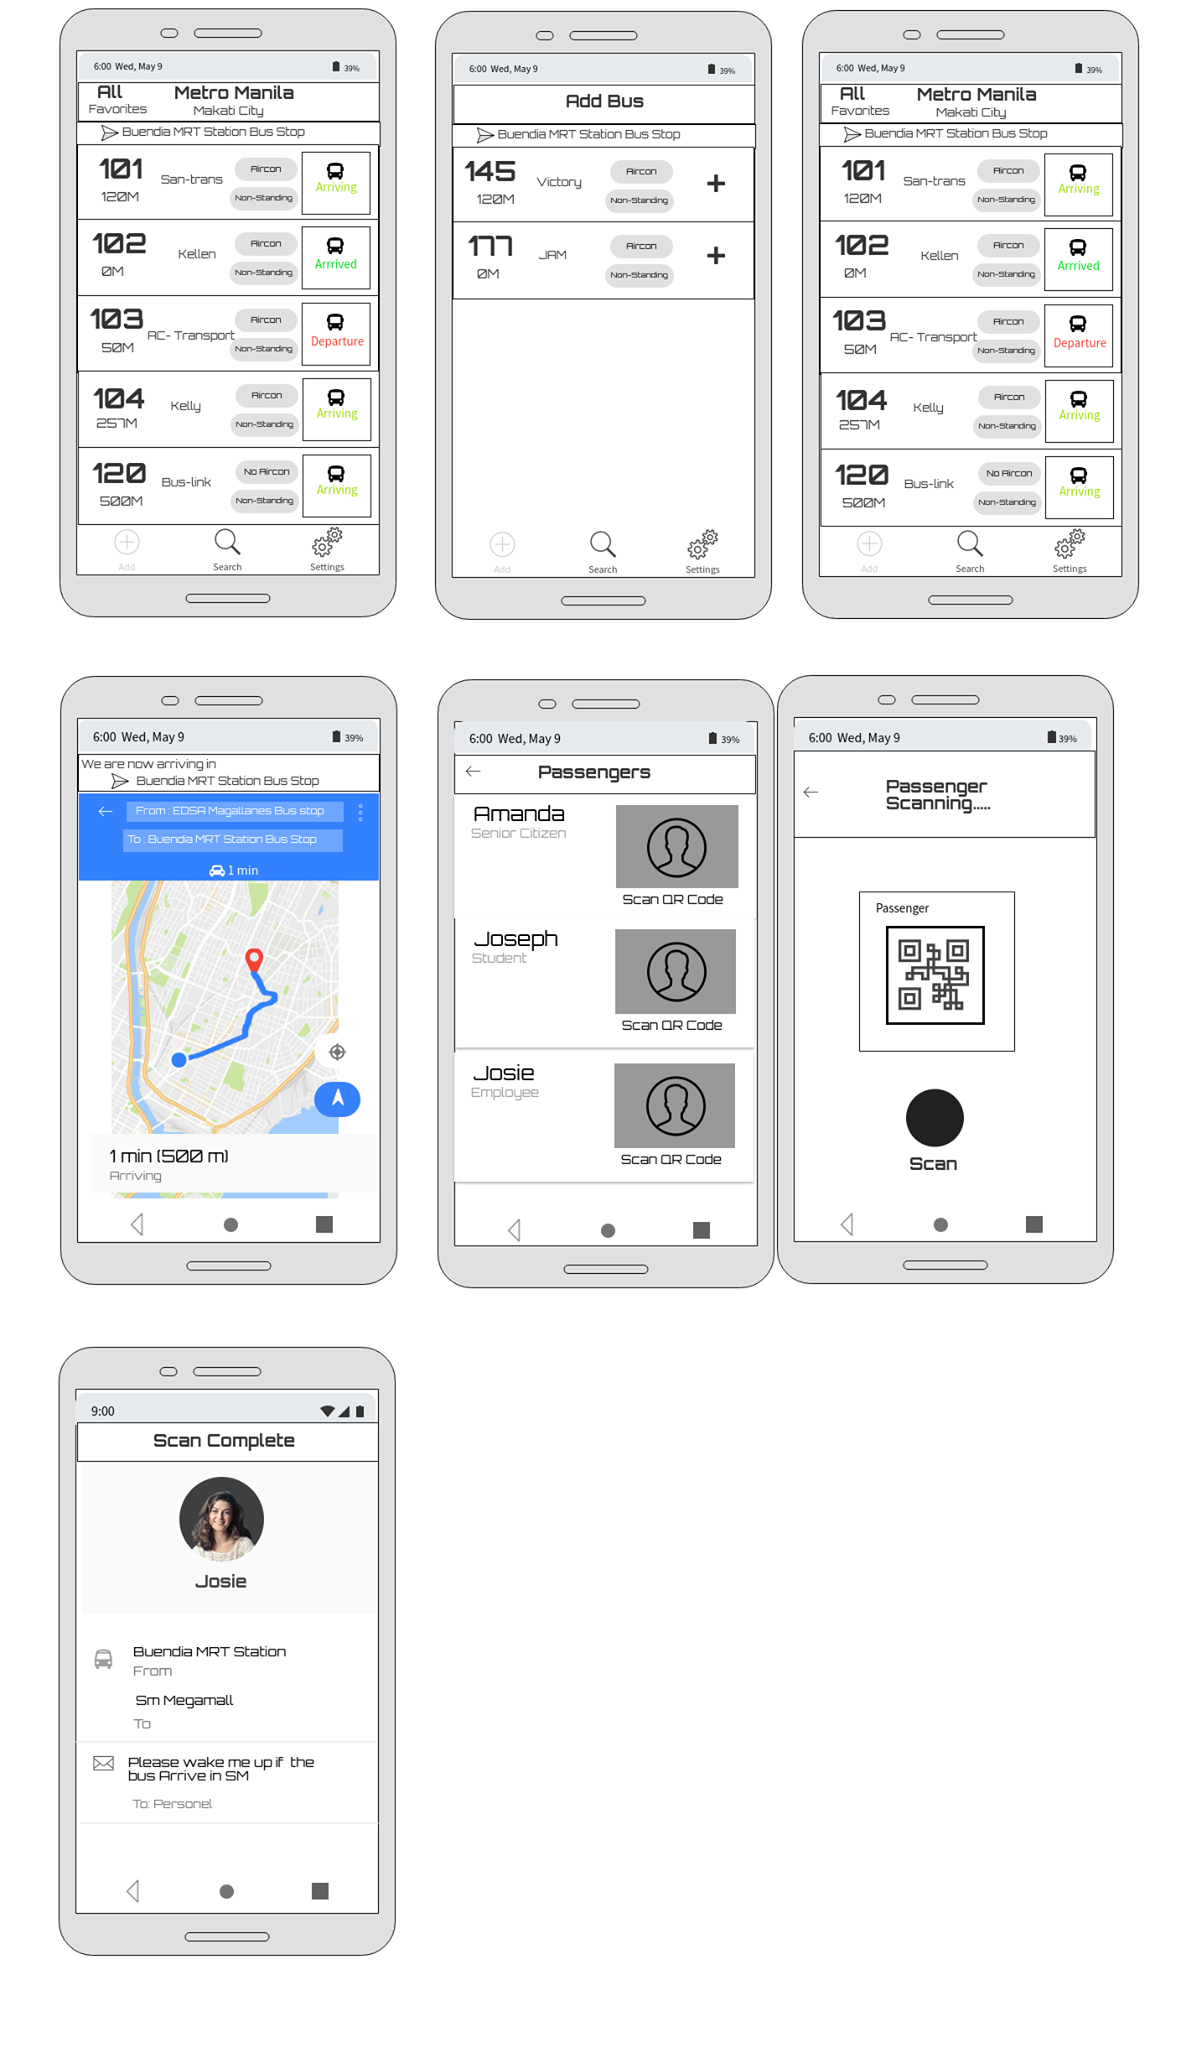 6:00 Wed, May 9 39%
All Metro Manila
Favorites Makati City
Buendia MRT Station Bus Stop
101 San-trans Aircon
120M Non-Standing Arriving
102 Kellen Aircon
0M Non-Standing Arrrived
103 AC- Transport Aircon
50M Non-Standing Departure
104 Kelly Aircon
257M Non-Standing Arriving
120 Bus-link No Aircon
500M Non-Standing Arriving
Add Search Settings
6:00 Wed, May 9 39%
Add Bus
Buendia MRT Station Bus Stop
145 Victory Aircon +
120M Non-Standing
177 JAM Aircon +
0M Non-Standing
Add Search Settings
6:00 Wed, May 9 39%
All Metro Manila
Favorites Makati City
Buendia MRT Station Bus Stop
101 San-trans Aircon
120M Non-Standing Arriving
102 Kellen Aircon
0M Non-Standing Arrrived
103 AC- Transport Aircon
50M Non-Standing Departure
104 Kelly Aircon
257M Non-Standing Arriving
120 Bus-link No Aircon
500M Non-Standing Arriving
Add Search Settings
6:00 Wed, May 9 39%
We are now arriving in
Buendia MRT Station Bus Stop
From : EDSA Magallanes Bus stop
To : Buendia MRT Station Bus Stop
1 min
1 min (500 m)
Arriving
6:00 Wed, May 9 39%
Passengers
Amanda
Senior Citizen
Scan QR Code
Joseph
Student
Scan QR Code
Josie
Employee
Scan QR Code
6:00 Wed, May 9 39%
Passenger
Scanning.....
Passenger
Scan
9:00
Scan Complete
Josie
Buendia MRT Station
From
Sm Megamall
To
Please wake me up if the
bus Arrive in SM
To: Personel